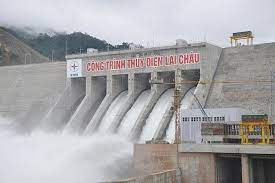 CÔNG TRÌNH THỦY ĐIỆN LAI CHÂU